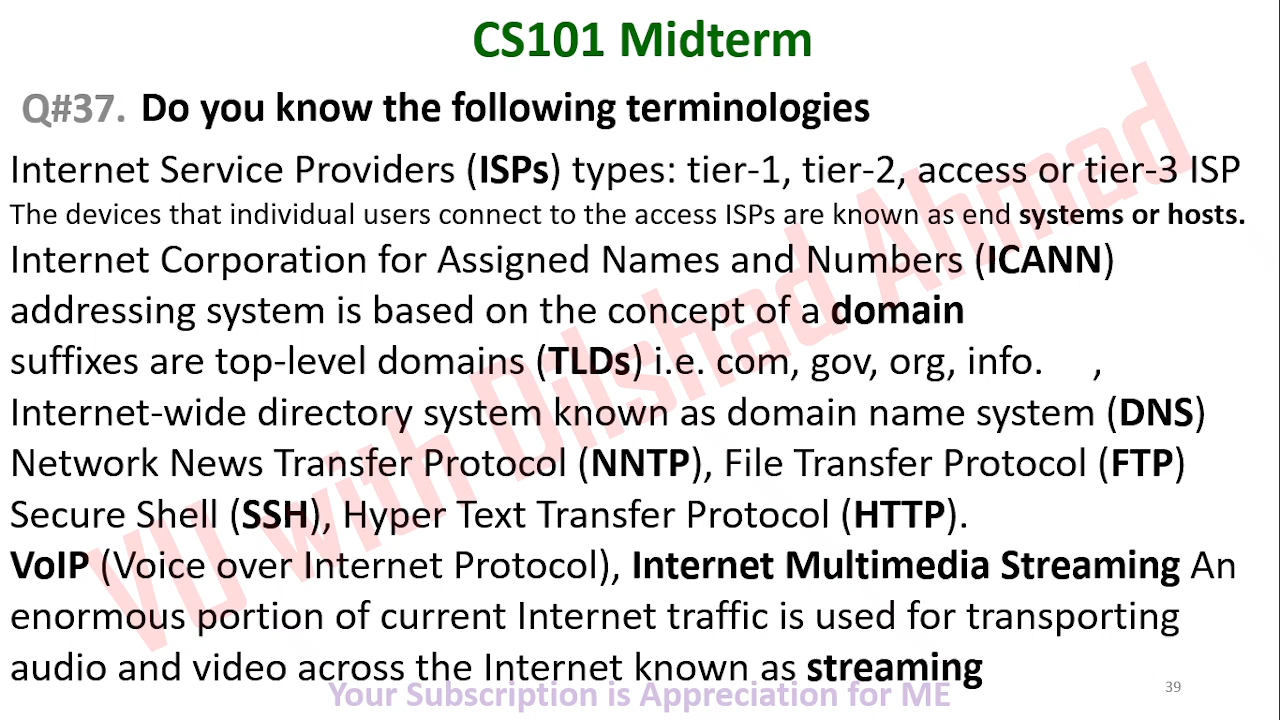 CS101 Midterm
Q#37. Do you know the following terminologies
Internet Service Providers (ISPs) types: tier-1, tier-2, access or tier-3 ISP
The devices that individual users connect to the access ISPs are known as end systems or hosts.
Internet Corporation for Assigned Names and Numbers (ICANN)
addressing system is based on the concept of a domain
suffixes are top-level domains (TLDs) i.e. com, gov, org, info. ,
Internet-wide directory system known as domain name system (DNS)
Network News Transfer Protocol (NNTP), File Transfer Protocol (FTP)
Secure Shell (SSH), Hyper Text Transfer Protocol (HTTP).
VoIP (Voice over Internet Protocol), Internet Multimedia Streaming An
enormous portion of current Internet traffic is used for transporting
audio and video across the Internet known as streaming
Your Subscription is Appreciation for ME
39
VU with Dilshad Ahmad